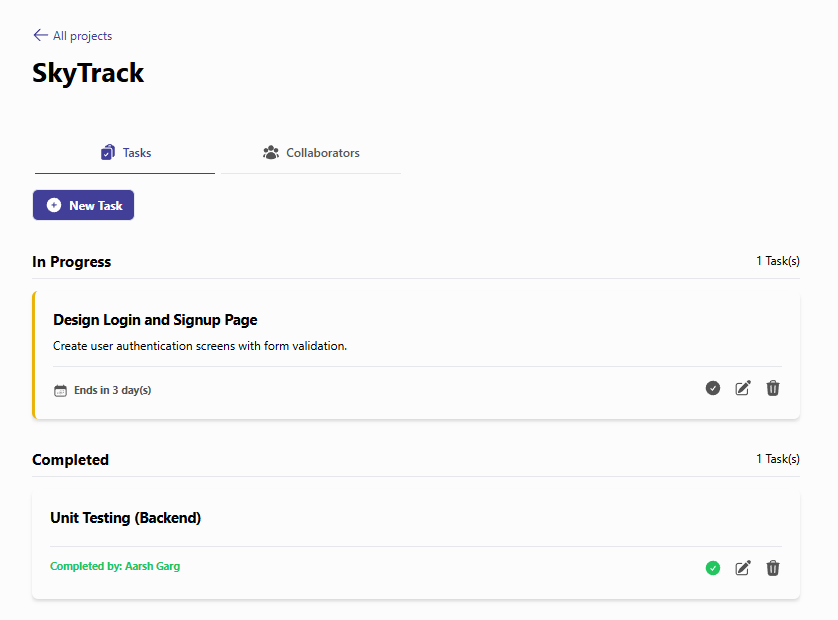 All projects
SkyTrack
Tasks
Collaborators
New Task
In Progress
1 Task(s)
Design Login and Signup Page
Create user authentication screens with form validation.
Ends in 3 day(s)
Completed
1 Task(s)
Unit Testing (Backend)
Completed by: Aarsh Garg